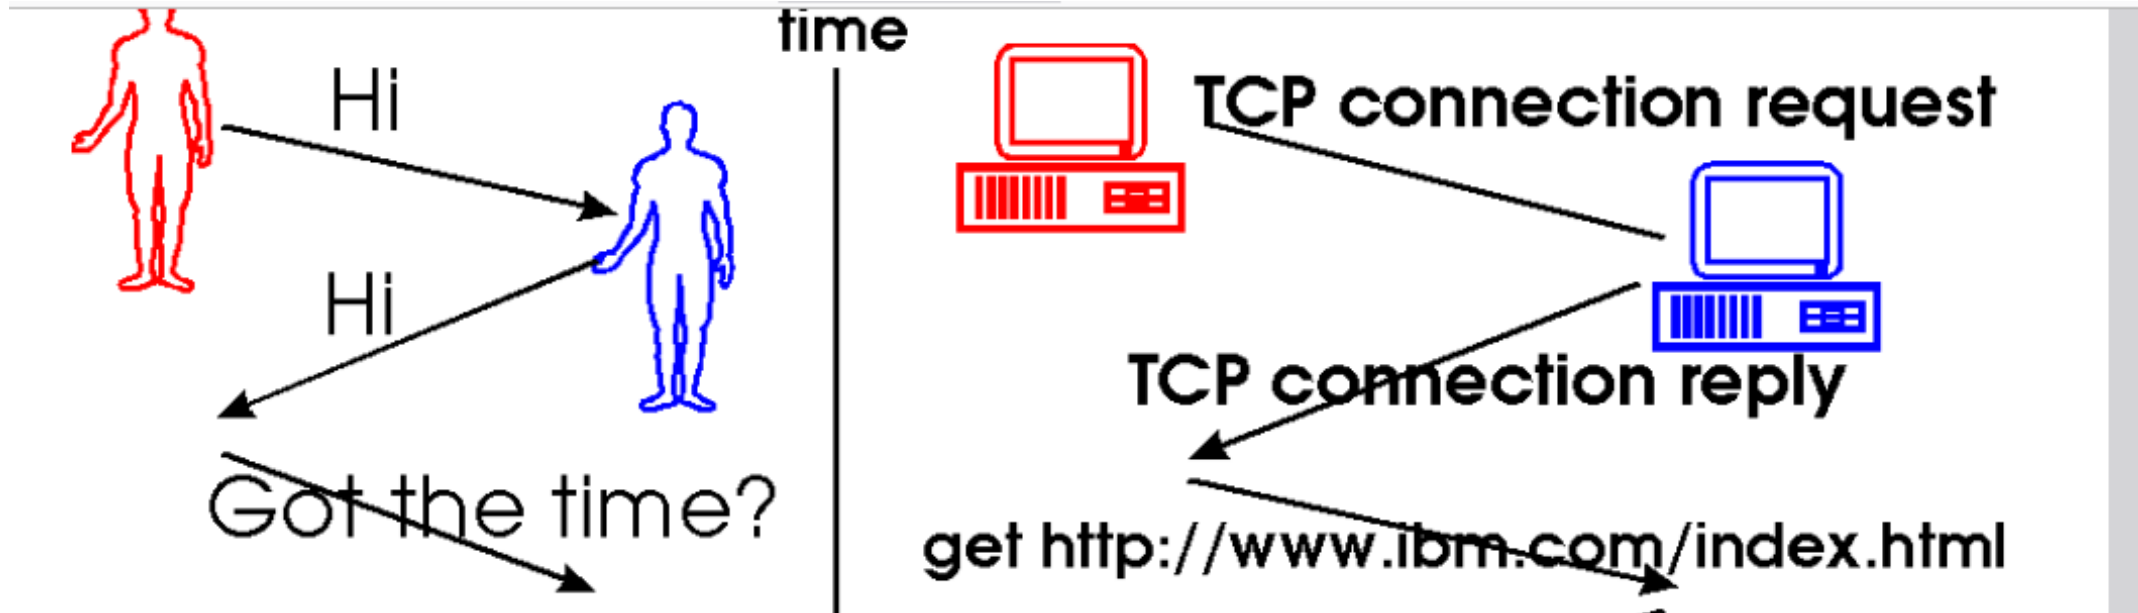 time
Hi
TCP connection request
Hi
TCP connection reply
Got the time?
get http://www.ibm.com/index.html